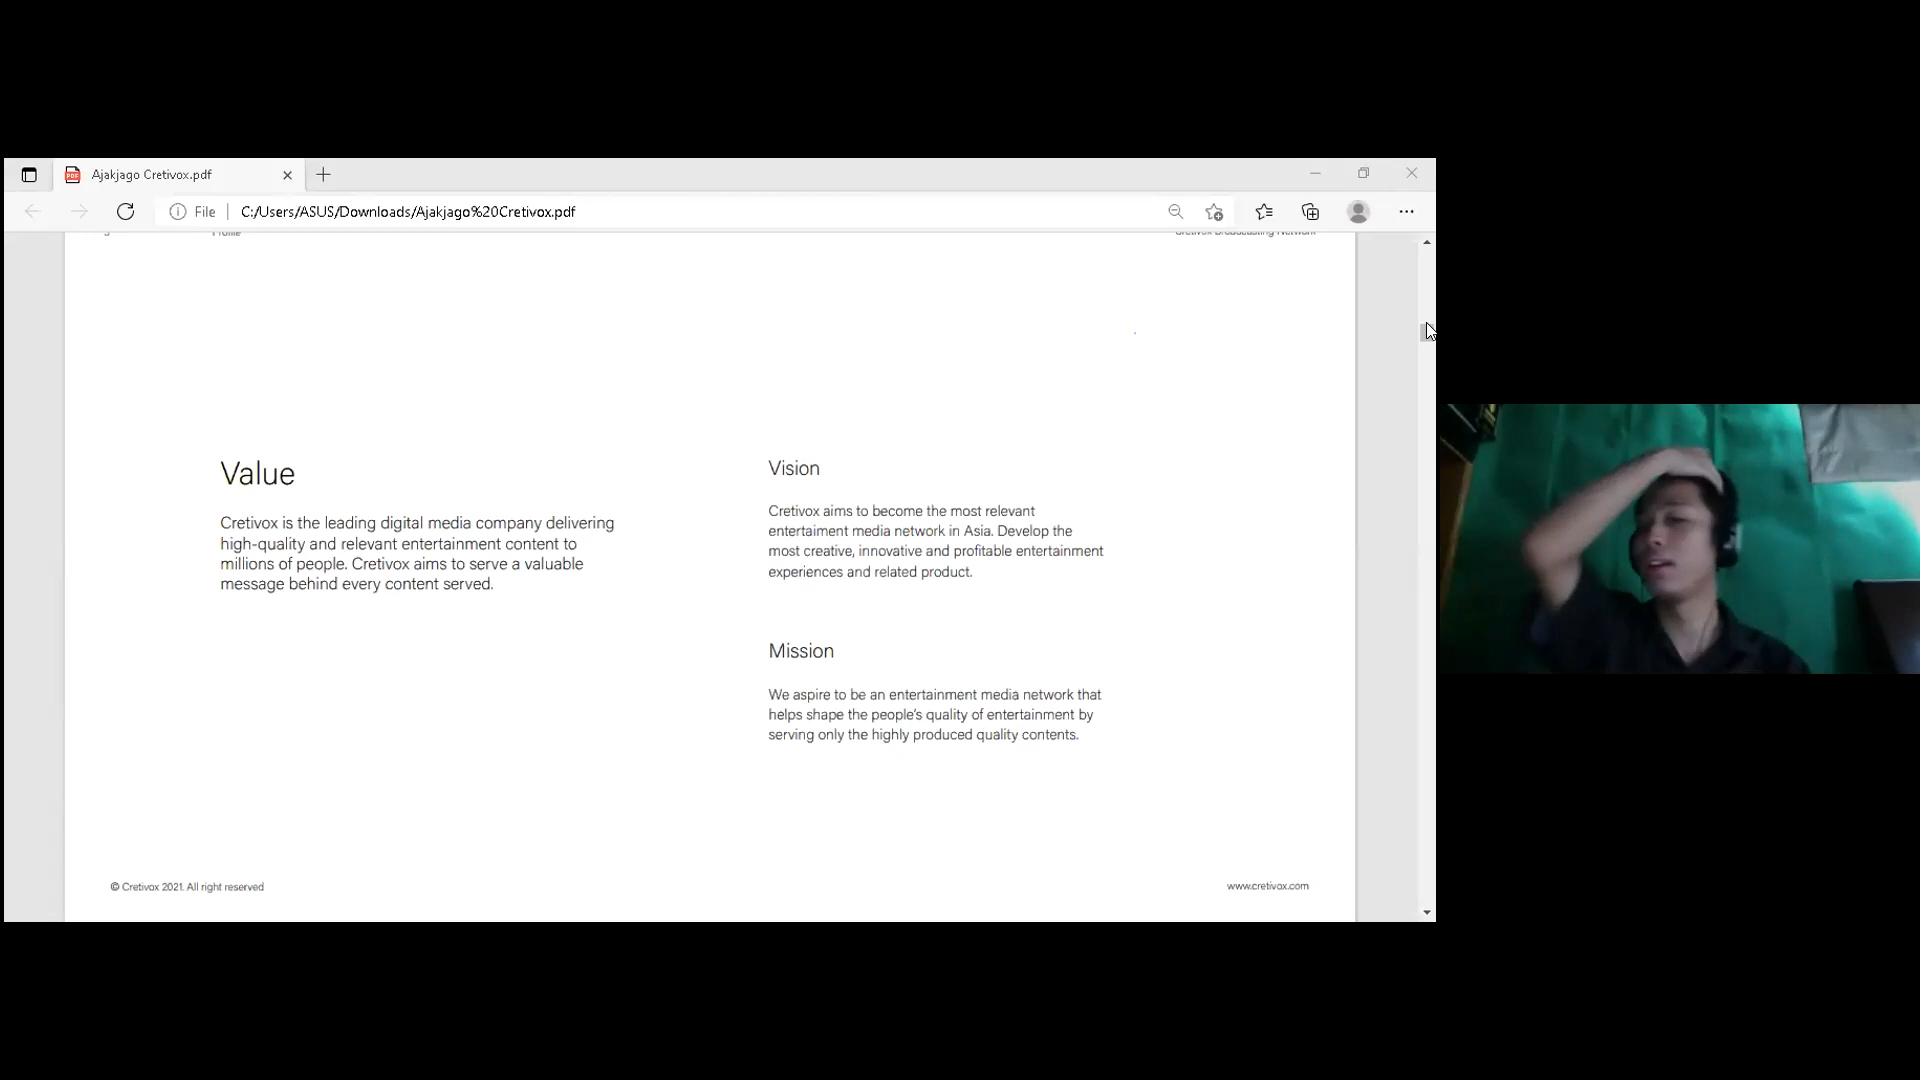 Ajakjago Cretivox.pdf
File
C:/Users/ASUS/Downloads/Ajakjago%20Cretivox.pdf
Profile
Cretivox Broadcasting Network
Value
Cretivox is the leading digital media company delivering
high-quality and relevant entertainment content to
millions of people. Cretivox aims to serve a valuable
message behind every content served.
Vision
Cretivox aims to become the most relevant
entertaiment media network in Asia. Develop the
most creative, innovative and profitable entertainment
experiences and related product.
Mission
We aspire to be an entertainment media network that
helps shape the people's quality of entertainment by
serving only the highly produced quality contents.
© Cretivox 2021. All right reserved
www.cretivox.com